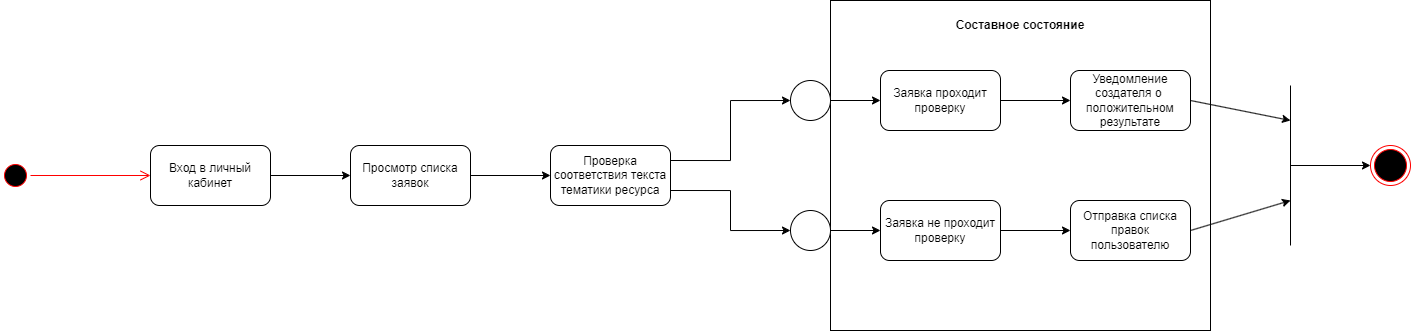 Составное состояние
Вход в личный
кабинет
Просмотр списка
заявок
Проверка
соответствия текста
тематики ресурса
Заявка проходит
проверку
Уведомление
создателя о
положительном
результате
Заявка не проходит
проверку
Отправка списка
правок
пользователю